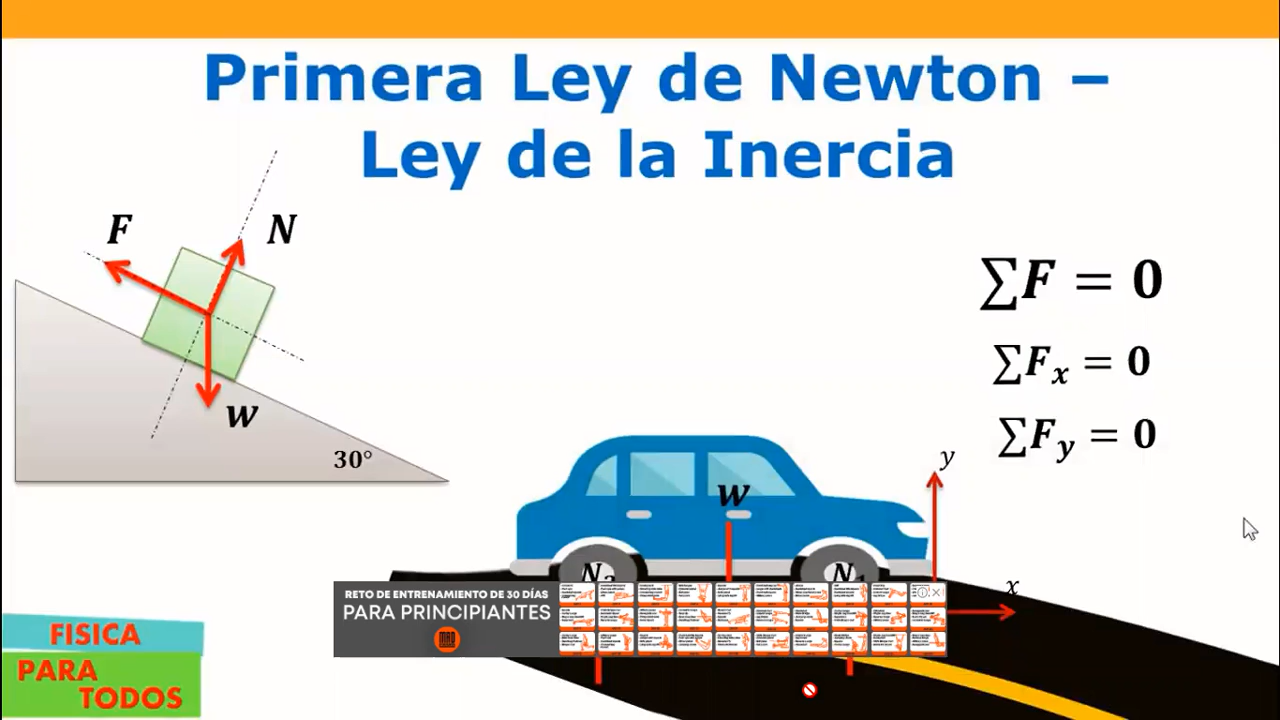 Primera Ley de Newton –
Ley de la Inercia
F
N
w
30°
∑F = 0
∑Fx = 0
∑Fy = 0
y
x
w
N2
N1
RETO DE ENTRENAMIENTO DE 30 DÍAS
PARA PRINCIPIANTES
FISICA
PARA
TODOS